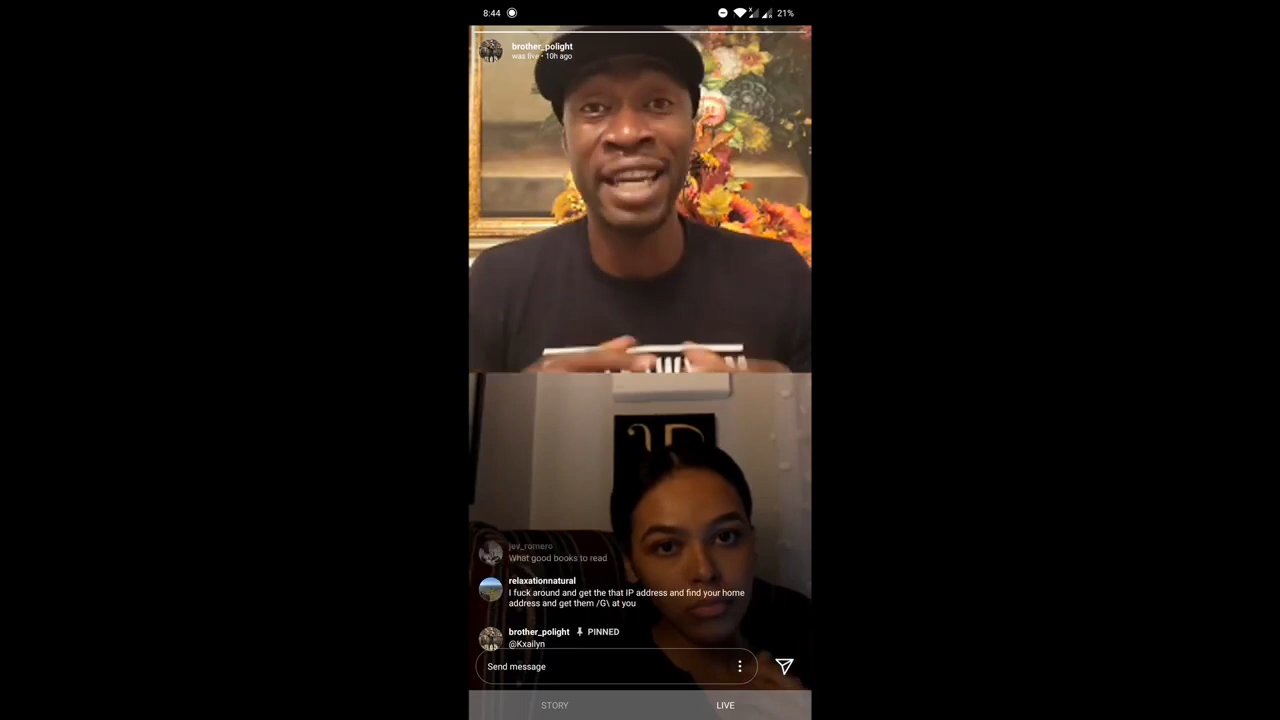 8:44
21%
brother_polight
was live • 10h ago
jev_romero
What good books to read
relaxationnatural
I fuck around and get the that IP address and find your home
address and get them /G\ at you
brother_polight PINNED
@Kxailyn
Send message
STORY
LIVE